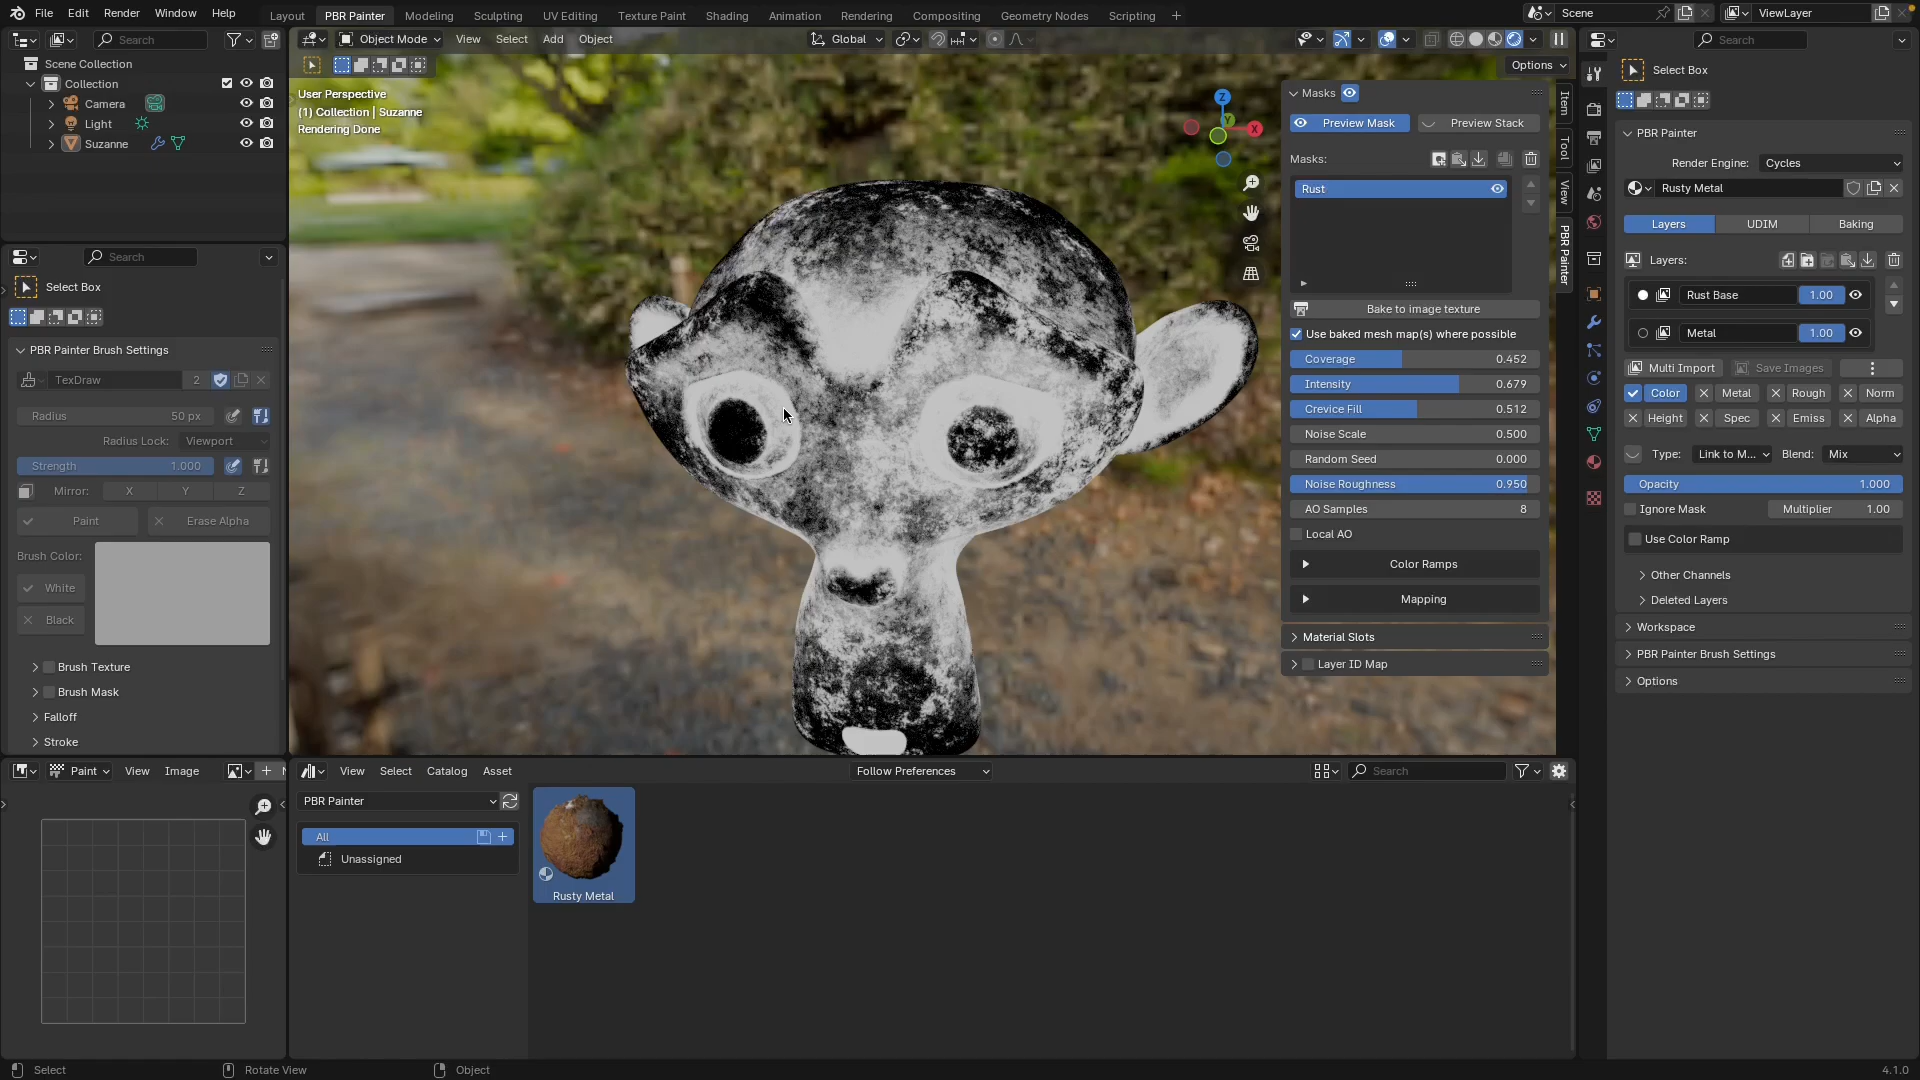 File Edit Render Window Help Layout PBR Painter Modeling Sculpting UV Editing Texture Paint Shading Animation Rendering Compositing Geometry Nodes Scripting + Scene ViewLayer
Search
Object Mode View Select Add Object Global
Search
Scene Collection
Collection
Camera
Light
Suzanne
Options
User Perspective
(1) Collection | Suzanne
Rendering Done
Z
Y
X
Masks
Preview Mask Preview Stack
Masks:
Rust
Bake to image texture
Use baked mesh map(s) where possible
Coverage 0.452
Intensity 0.679
Crevice Fill 0.512
Noise Scale 0.500
Random Seed 0.000
Noise Roughness 0.950
AO Samples 8
Local AO
Color Ramps
Mapping
Material Slots
Layer ID Map
Item
Tool
View
PBR Painter
Select Box
PBR Painter
Render Engine: Cycles
Rusty Metal
Layers UDIM Baking
Layers:
Rust Base 1.00
Metal 1.00
Multi Import Save Images
Color Metal Rough Norm
Height Spec Emiss Alpha
Type: Link to M... Blend: Mix
Opacity 1.000
Ignore Mask Multiplier 1.00
Use Color Ramp
Other Channels
Deleted Layers
Workspace
PBR Painter Brush Settings
Options
Search
Select Box
PBR Painter Brush Settings
TexDraw 2
Radius 50 px
Radius Lock: Viewport
Strength 1.000
Mirror: X Y Z
Paint Erase Alpha
Brush Color:
White
Black
Brush Texture
Brush Mask
Falloff
Stroke
Paint View Image
View Select Catalog Asset Follow Preferences Search
PBR Painter
All
Unassigned
Rusty Metal
Select Rotate View Object 4.1.0